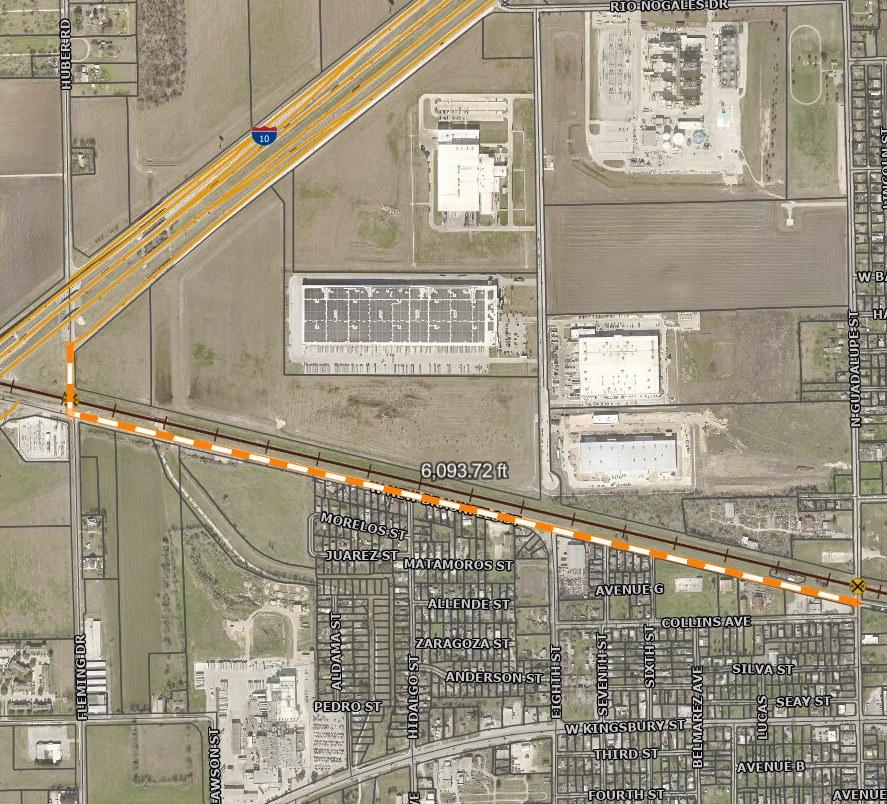 RIO NOGALES DR
HUBER RD
10
W BA
HA
N GUADALUPE ST
6,093.72 ft
MORELOS ST
JUAREZ ST
MATAMOROS ST
AVENUE G
ALLENDE ST
COLLINS AVE
ALDAMA ST
ZARAGOZA ST
SEVENTH ST
SIXTH ST
FLEMING DR
HIDALGO ST
ANDERSON ST
EIGHTH ST
SILVA ST
BELMAREZ AVE
PEDRO ST
SEAY ST
LUCAS
W KINGSBURY ST
LAWSON ST
THIRD ST
AVENUE B
VE
FOURTH ST
AVENUE